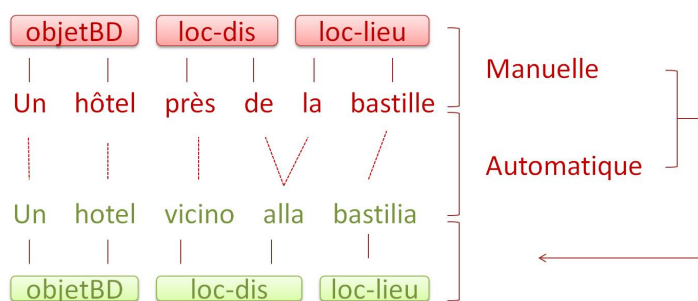 objetBD loc-dis loc-lieu
Manuelle
Un hôtel près de la bastille
Automatique
Un hotel vicino alla bastilia
objetBD loc-dis loc-lieu